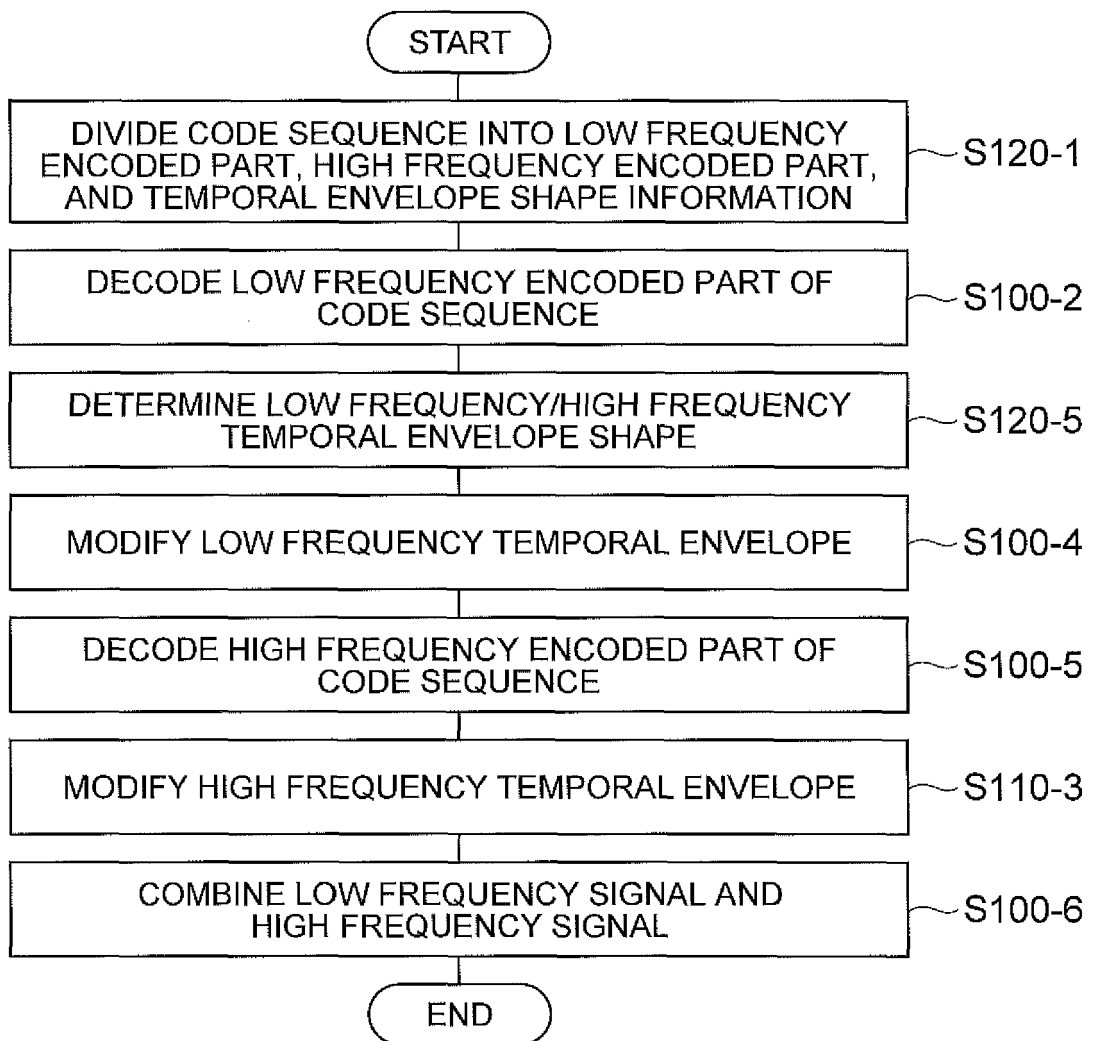 START
DIVIDE CODE SEQUENCE INTO LOW FREQUENCY
ENCODED PART, HIGH FREQUENCY ENCODED PART,
AND TEMPORAL ENVELOPE SHAPE INFORMATION
S120-1
DECODE LOW FREQUENCY ENCODED PART OF
CODE SEQUENCE
S100-2
DETERMINE LOW FREQUENCY/HIGH FREQUENCY
TEMPORAL ENVELOPE SHAPE
S120-5
MODIFY LOW FREQUENCY TEMPORAL ENVELOPE
S100-4
DECODE HIGH FREQUENCY ENCODED PART OF
CODE SEQUENCE
S100-5
MODIFY HIGH FREQUENCY TEMPORAL ENVELOPE
S110-3
COMBINE LOW FREQUENCY SIGNAL AND
HIGH FREQUENCY SIGNAL
S100-6
END